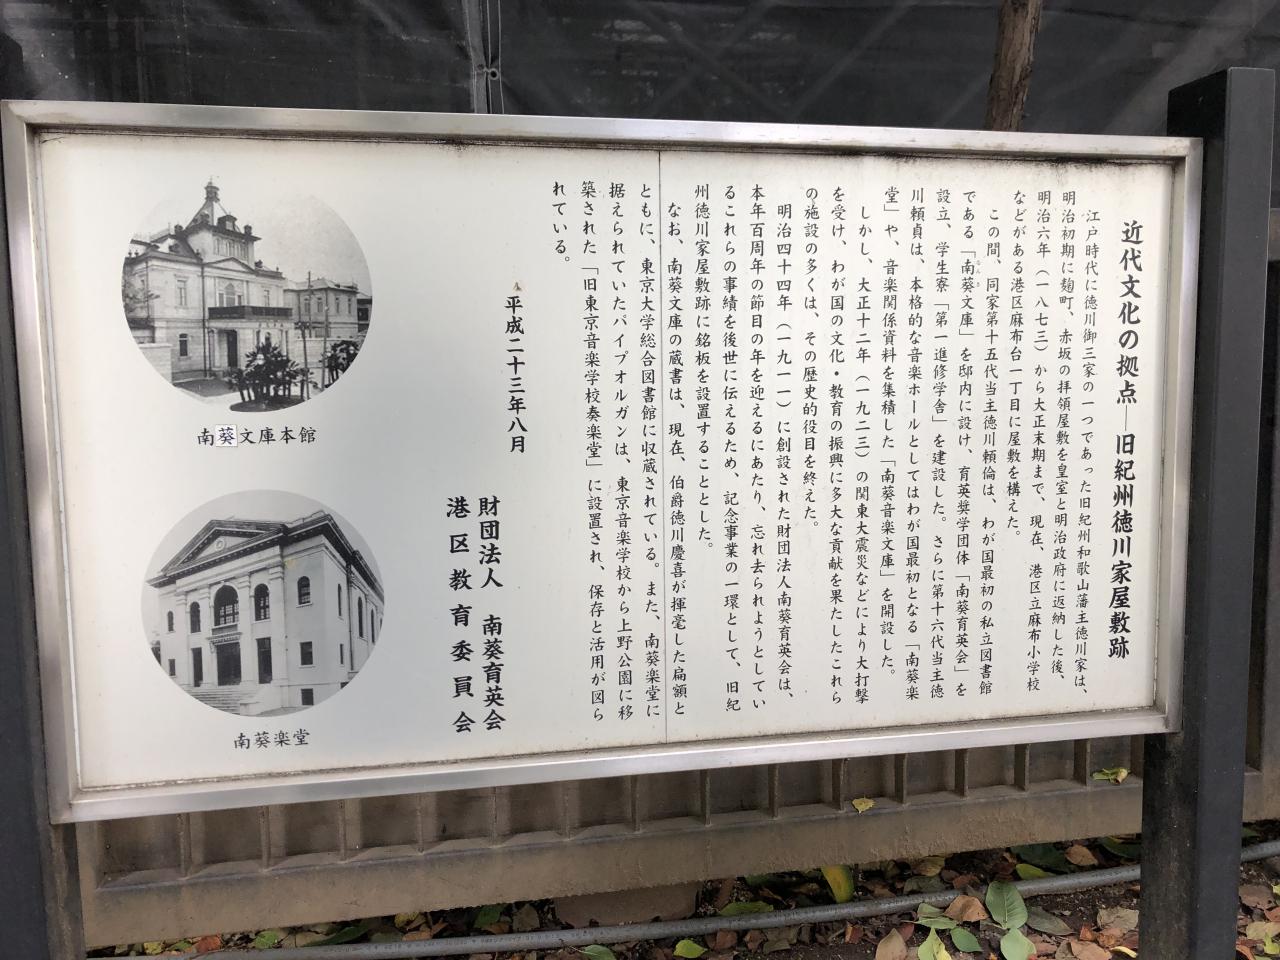 近代文化の拠点―旧紀州徳川家屋敷跡
江戸時代に徳川御三家の一つであった旧紀州和歌山藩主徳川家は、
明治初期に麹町、赤坂の拝領屋敷を皇室と明治政府に返納した後、
明治六年（一八七三）から大正末期まで、現在、港区立麻布小学校
などがある港区麻布台一丁目に屋敷を構えた。
この間、同家第十五代当主徳川頼倫は、わが国最初の私立図書館
である「南葵文庫」を邸内に設け、育英奨学団体「南葵育英会」を
設立、学生寮「第一進修学舎」を建設した。さらに第十六代当主徳
川頼貞は、本格的な音楽ホールとしてはわが国最初となる「南葵楽
堂」や、音楽関係資料を集積した「南葵音楽文庫」を開設した。
しかし、大正十二年（一九二三）の関東大震災などにより大打撃
を受け、わが国の文化・教育の振興に多大な貢献を果たしたこれら
の施設の多くは、その歴史的役目を終えた。
明治四十四年（一九一一）に創設された財団法人南葵育英会は、
本年百周年の節目の年を迎えるにあたり、忘れ去られようとしてい
るこれらの事績を後世に伝えるため、記念事業の一環として、旧紀
州徳川家屋敷跡に銘板を設置することとした。
なお、南葵文庫の蔵書は、現在、伯爵徳川慶喜が揮毫した扁額と
ともに、東京大学総合図書館に収蔵されている。また、南葵楽堂に
据えられていたパイプオルガンは、東京音楽学校から上野公園に移
築された「旧東京音楽学校奏楽堂」に設置され、保存と活用が図ら
れている。
平成二十三年八月
財団法人 南葵育英会
港区教育委員会
南葵文庫本館
南葵楽堂